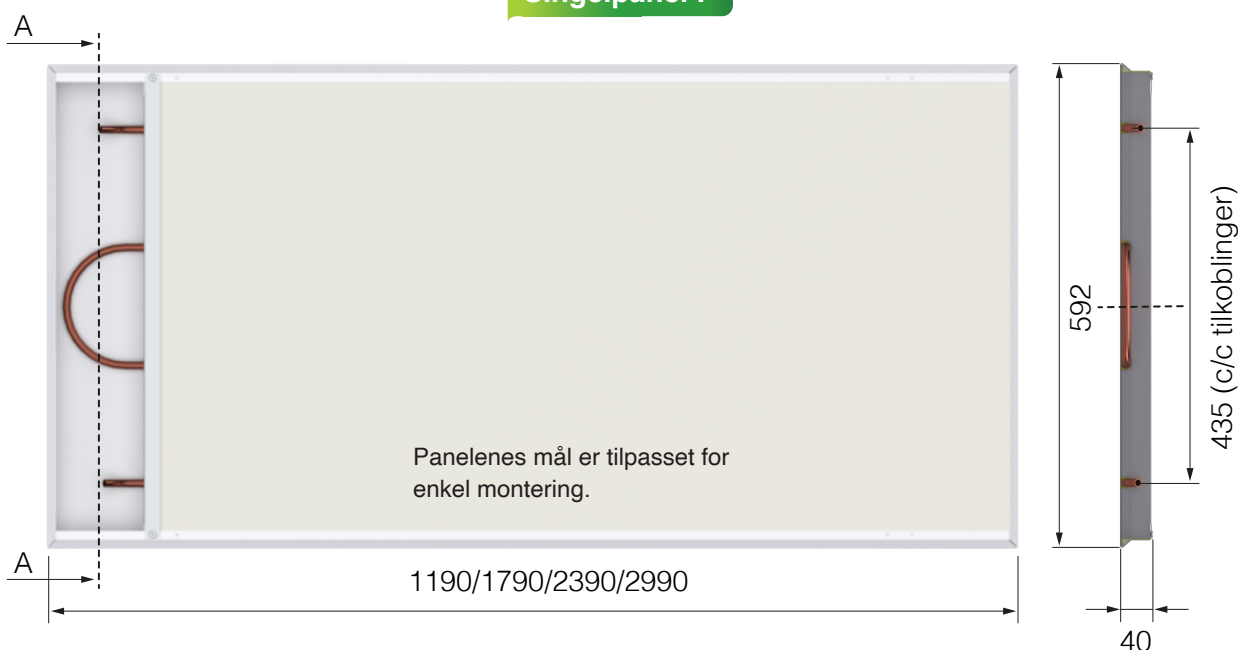 A
Panelenes mål er tilpasset for
enkel montering.
A
1190/1790/2390/2990
592
435 (c/c tilkoblinger)
40